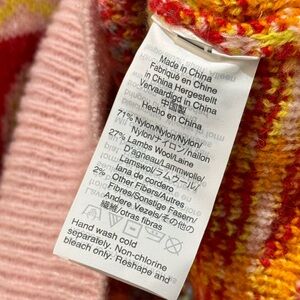 Made in China
Fabriqué en Chine
in China Hergestellt
Vervaardigd in China
中国製
Hecho en China
71% Nylon/Nylon/Nylon/
Nylon/ナイロン/nailon
27% Lambs Wool/Laine
D'agneau/Lammwolle/
Lamswol/ラムウール/
lana de cordero
2% Other Fibers/Autres
Fibres/Sonstige Fasern/
Andere Vezels/その他の
繊維/otras fibras
Hand wash cold
separately. Non-chlorine
bleach only. Reshape and